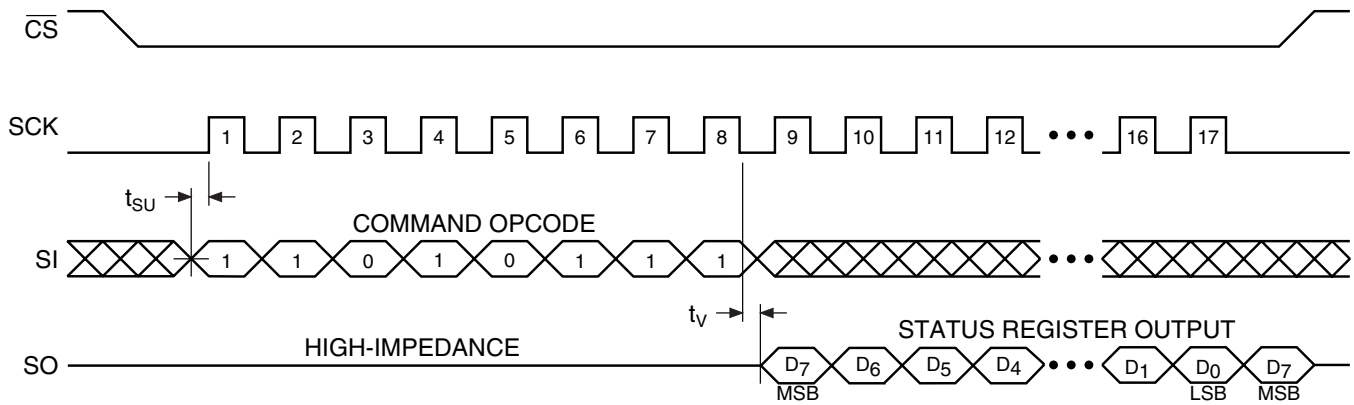 CS
SCK 1 2 3 4 5 6 7 8 9 10 11 12 ••• 16 17
tSU
COMMAND OPCODE
SI 1 1 0 1 0 1 1 1 •••
tV
HIGH-IMPEDANCE STATUS REGISTER OUTPUT
SO D7 D6 D5 D4 ••• D1 D0 D7
MSB LSB MSB